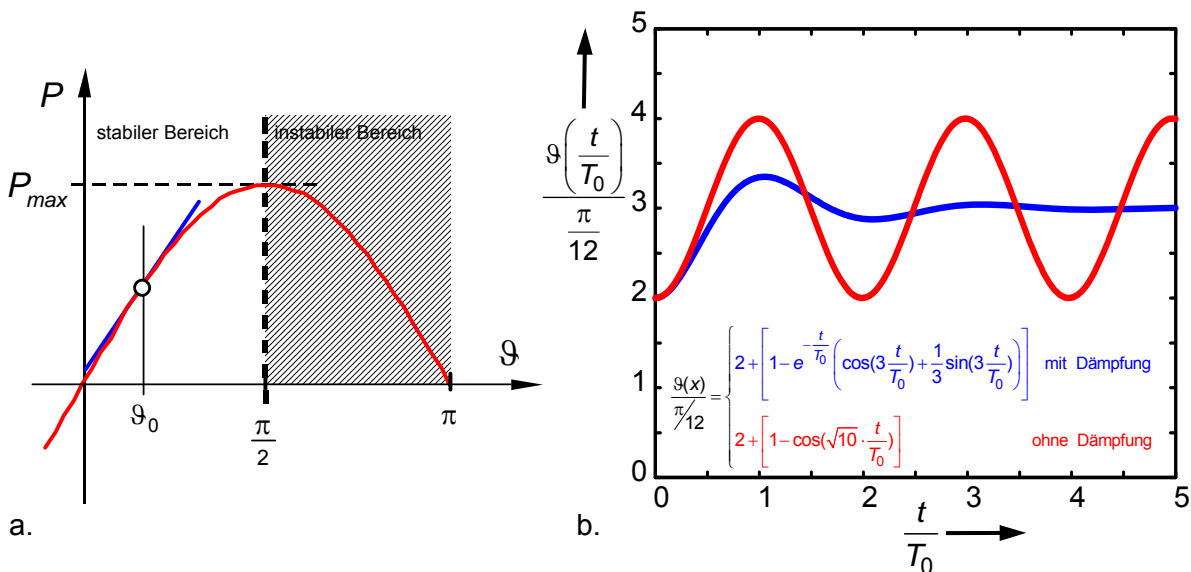 P
stabiler Bereich
instabiler Bereich
P_max
ϑ
ϑ_0
π/2
π
a.
ϑ(t/T_0) / (π/12)
5
4
3
2
1
0
ϑ(x) / (π/12) = {
2 + [1 − e^(−t/T_0) (cos(3 t/T_0) + 1/3 sin(3 t/T_0))] mit Dämpfung
2 + [1 − cos(√10 · t/T_0)] ohne Dämpfung
0 1 2 3 4 5
b.
t/T_0